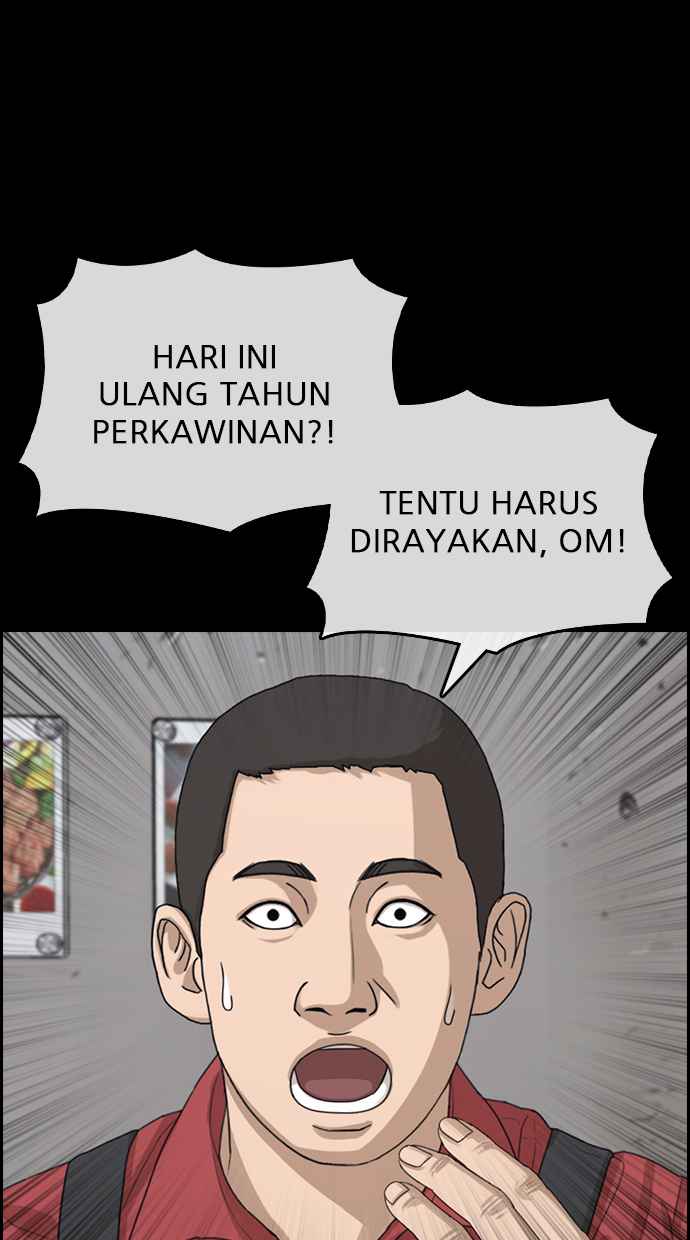 HARI INI
ULANG TAHUN
PERKAWINAN?!
TENTU HARUS
DIRAYAKAN, OM!